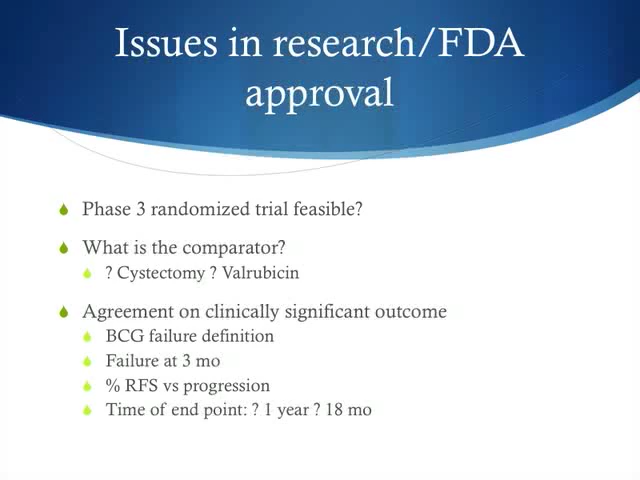 Issues in research/FDA
approval
Phase 3 randomized trial feasible?
What is the comparator?
? Cystectomy ? Valrubicin
Agreement on clinically significant outcome
BCG failure definition
Failure at 3 mo
% RFS vs progression
Time of end point: ? 1 year ? 18 mo